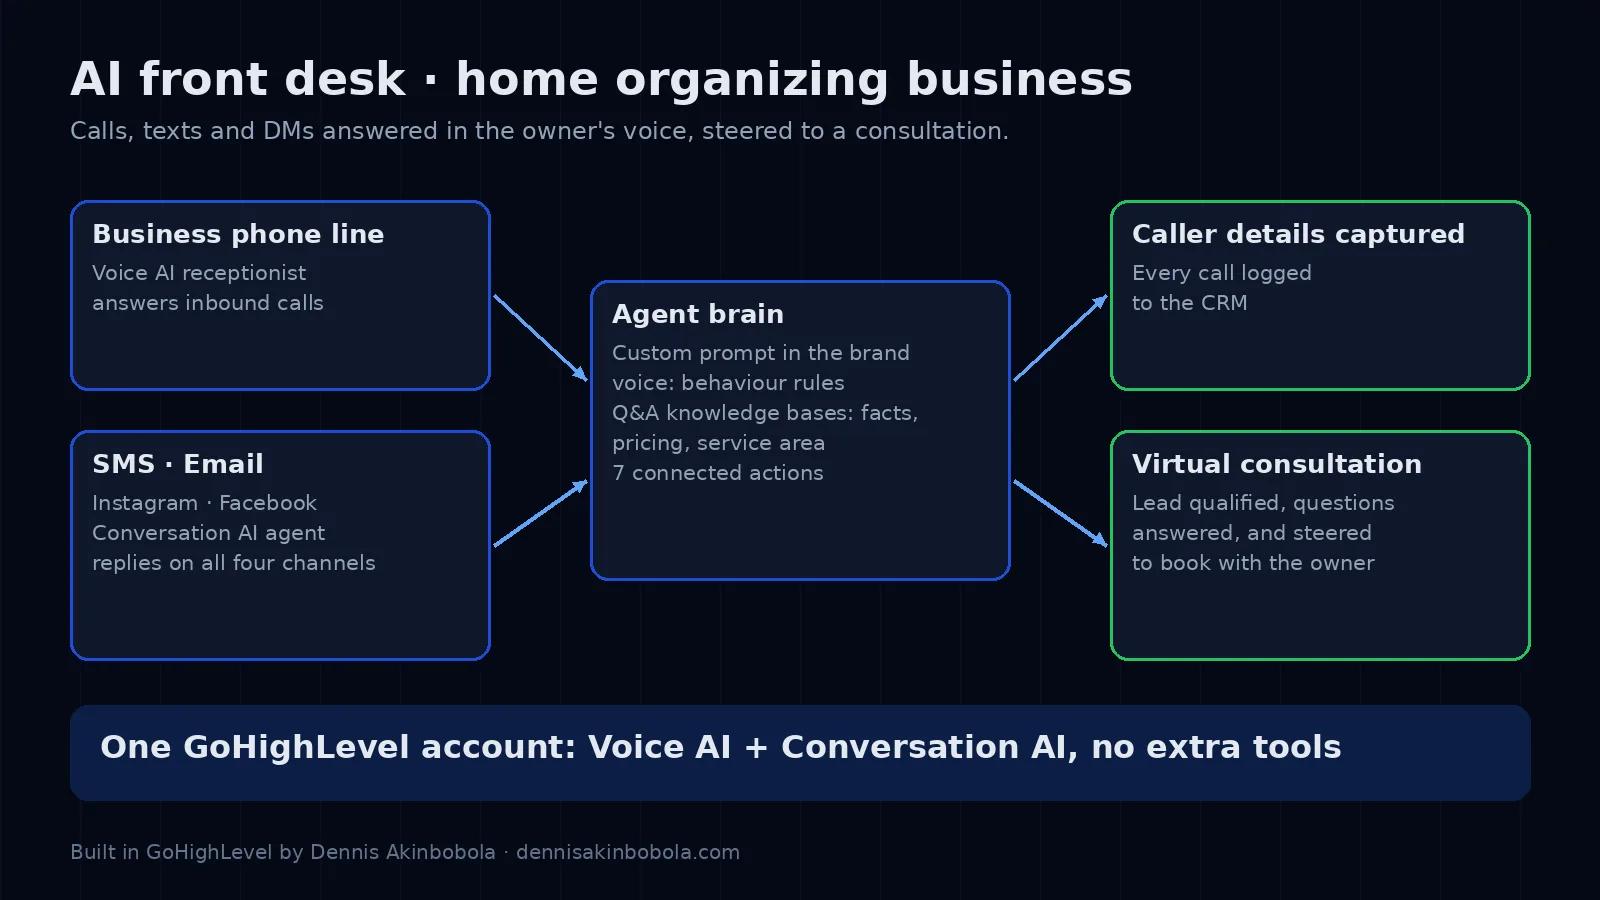 AI front desk · home organizing business
Calls, texts and DMs answered in the owner's voice, steered to a consultation.
Business phone line
Voice AI receptionist
answers inbound calls
SMS · Email
Instagram · Facebook
Conversation AI agent
replies on all four channels
Agent brain
Custom prompt in the brand
voice: behaviour rules
Q&A knowledge bases: facts,
pricing, service area
7 connected actions
Caller details captured
Every call logged
to the CRM
Virtual consultation
Lead qualified, questions
answered, and steered
to book with the owner
One GoHighLevel account: Voice AI + Conversation AI, no extra tools
Built in GoHighLevel by Dennis Akinbobola · dennisakinbobola.com